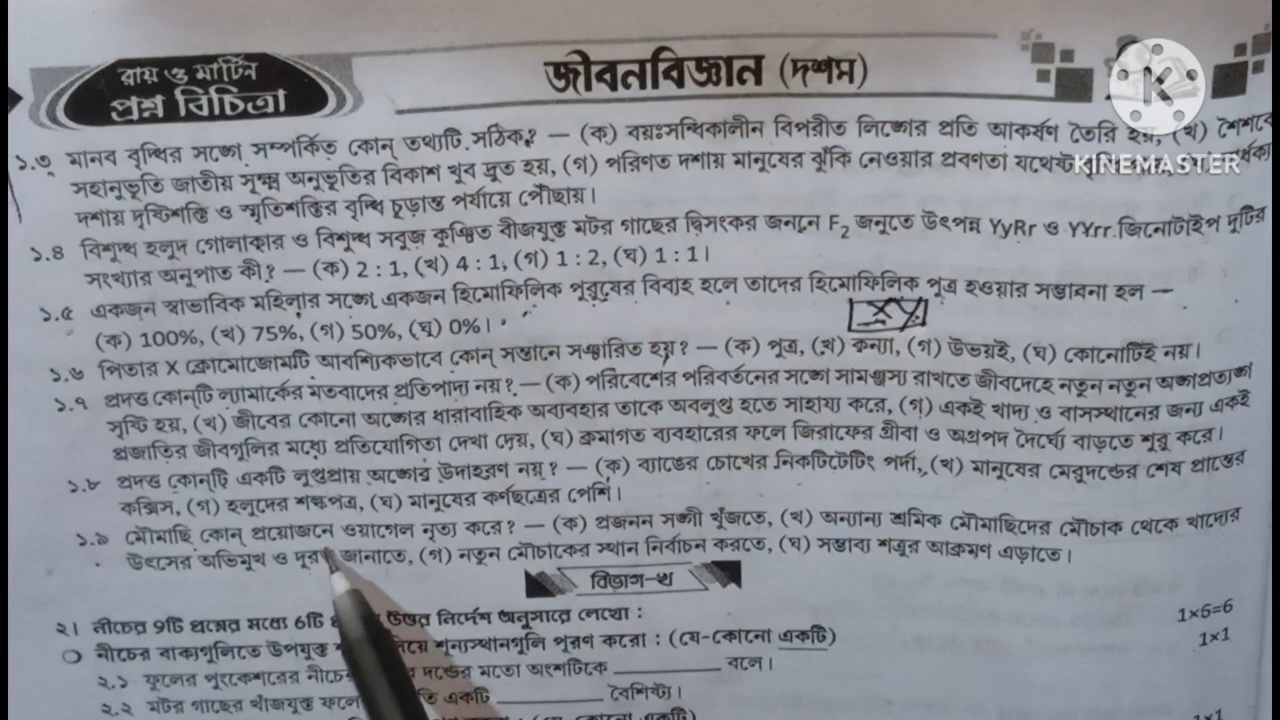 রায় ও মার্টিন
প্রশ্ন বিচিত্রা
জীবনবিজ্ঞান (দশম)
K
KINEMASTER
১.৩ মানব বৃদ্ধির সঙ্গে সম্পর্কিত কোন্ তথ্যটি সঠিক? — (ক) বয়ঃসন্ধিকালীন বিপরীত লিঙ্গের প্রতি আকর্ষণ তৈরি হয়, (খ) শৈশবে
সহানুভূতি জাতীয় সূক্ষ্ম অনুভূতির বিকাশ খুব দ্রুত হয়, (গ) পরিণত দশায় মানুষের ঝুঁকি নেওয়ার প্রবণতা যথেষ্ট
দশায় দৃষ্টিশক্তি ও স্মৃতিশক্তির বৃদ্ধি চূড়ান্ত পর্যায়ে পৌঁছায়।
১.৪ বিশুদ্ধ হলুদ গোলাকার ও বিশুদ্ধ সবুজ কুঞ্চিত বীজযুক্ত মটর গাছের দ্বিসংকর জননে F₂ জনুতে উৎপন্ন YyRr ও YYrr জিনোটাইপ দুটির
সংখ্যার অনুপাত কী? — (ক) 2 : 1, (খ) 4 : 1, (গ) 1 : 2, (ঘ) 1 : 1।
১.৫ একজন স্বাভাবিক মহিলার সঙ্গে একজন হিমোফিলিক পুরুষের বিবাহ হলে তাদের হিমোফিলিক পুত্র হওয়ার সম্ভাবনা হল —
(ক) 100%, (খ) 75%, (গ) 50%, (ঘ) 0%।
XY
১.৬ পিতার X ক্রোমোজোমটি আবশ্যিকভাবে কোন্ সন্তানে সঞ্চারিত হয়? — (ক) পুত্র, (খ) কন্যা, (গ) উভয়ই, (ঘ) কোনোটিই নয়।
১.৭ প্রদত্ত কোন্‌টি ল্যামার্কের মতবাদের প্রতিপাদ্য নয়? — (ক) পরিবেশের পরিবর্তনের সঙ্গে সামঞ্জস্য রাখতে জীবদেহে নতুন নতুন অঙ্গপ্রত্যঙ্গ
সৃষ্টি হয়, (খ) জীবের কোনো অঙ্গের ধারাবাহিক অব্যবহার তাকে অবলুপ্ত হতে সাহায্য করে, (গ) একই খাদ্য ও বাসস্থানের জন্য একই
প্রজাতির জীবগুলির মধ্যে প্রতিযোগিতা দেখা দেয়, (ঘ) ক্রমাগত ব্যবহারের ফলে জিরাফের গ্রীবা ও অগ্রপদ দৈর্ঘ্যে বাড়তে শুরু করে।
১.৮ প্রদত্ত কোন্‌টি একটি লুপ্তপ্রায় অঙ্গের উদাহরণ নয়? — (ক) ব্যাঙের চোখের নিকটিটেটিং পর্দা, (খ) মানুষের মেরুদণ্ডের শেষ প্রান্তের
কক্সিস, (গ) হলুদের শল্কপত্র, (ঘ) মানুষের কর্ণছত্রের পেশি।
১.৯ মৌমাছি কোন্ প্রয়োজনে ওয়াগেল নৃত্য করে? — (ক) প্রজনন সঙ্গী খুঁজতে, (খ) অন্যান্য শ্রমিক মৌমাছিদের মৌচাক থেকে খাদ্যের
উৎসের অভিমুখ ও দূর জানাতে, (গ) নতুন মৌচাকের স্থান নির্বাচন করতে, (ঘ) সম্ভাব্য শত্রুর আক্রমণ এড়াতে।
বিভাগ-খ
২। নীচের 9টি প্রশ্নের মধ্যে 6টি উত্তর নির্দেশ অনুসারে লেখো : 1×6=6
নীচের বাক্যগুলিতে উপযুক্ত শূন্যস্থানগুলি পূরণ করো : (যে-কোনো একটি) 1×1
২.১ ফুলের পুংকেশরের নীচের দণ্ডের মতো অংশটিকে ________ বলে।
২.২ মটর গাছের খাঁজযুক্ত ফলে একটি ________ বৈশিষ্ট্য।
1×1